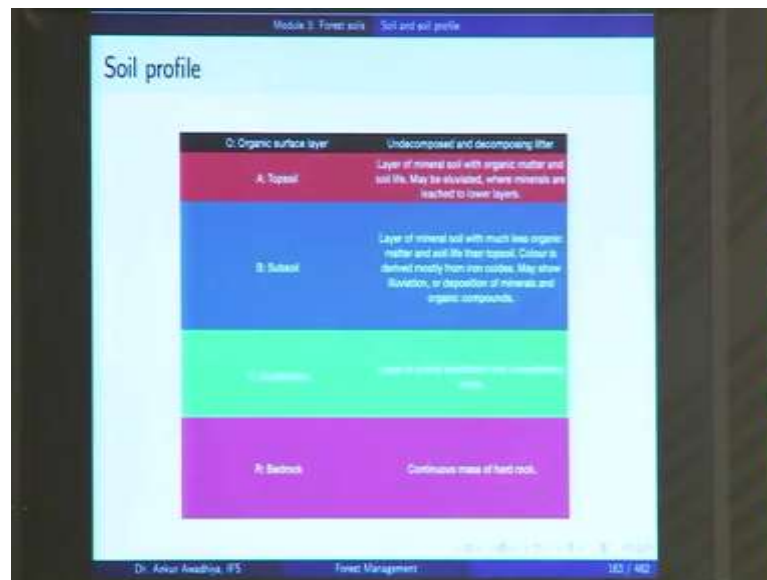 Module 3: Forest soils Soil and soil profile
Soil profile
O: Organic surface layer
Undecomposed and decomposing litter
A: Topsoil
Layer of mineral soil with organic matter and
soil life. May be eluviated, where minerals are
leached to lower layers.
B: Subsoil
Layer of mineral soil with much less organic
matter and soil life than topsoil. Colour is
derived mostly from iron oxides. May show
illuviation, or deposition of minerals and
organic compounds.
R: Bedrock
Continuous mass of hard rock.
Dr. Ankur Awadhiya, IFS Forest Management 163 / 482